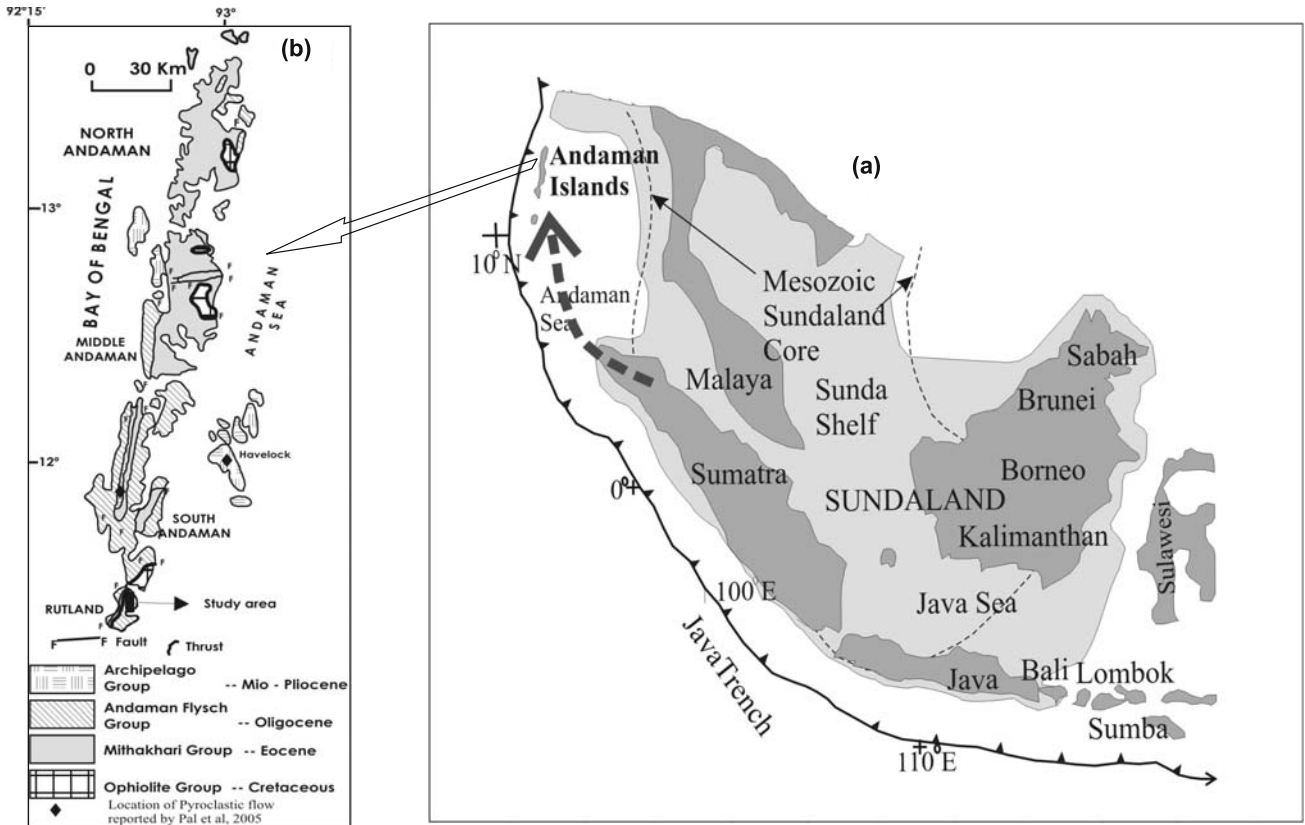 92°15'
93°
(b)
0 30 Km
NORTH
ANDAMAN
13°
BAY OF BENGAL
ANDAMAN
SEA
MIDDLE
ANDAMAN
12°
Havelock
SOUTH
ANDAMAN
RUTLAND
Study area
F F Fault
Thrust
Archipelago
Group -- Mio - Pliocene
Andaman Flysch
Group -- Oligocene
Mithakhari Group -- Eocene
Ophiolite Group -- Cretaceous
Location of Pyroclastic flow
reported by Pal et al, 2005
(a)
Andaman
Islands
10°N
Andaman
Sea
Mesozoic
Sundaland
Core
Malaya
Sunda
Shelf
Sabah
Brunei
Borneo
Kalimanthan
Sumatra
SUNDALAND
Sulawesi
0°
100°E
Java Sea
Java Trench
Java
Bali
Lombok
Sumba
110°E